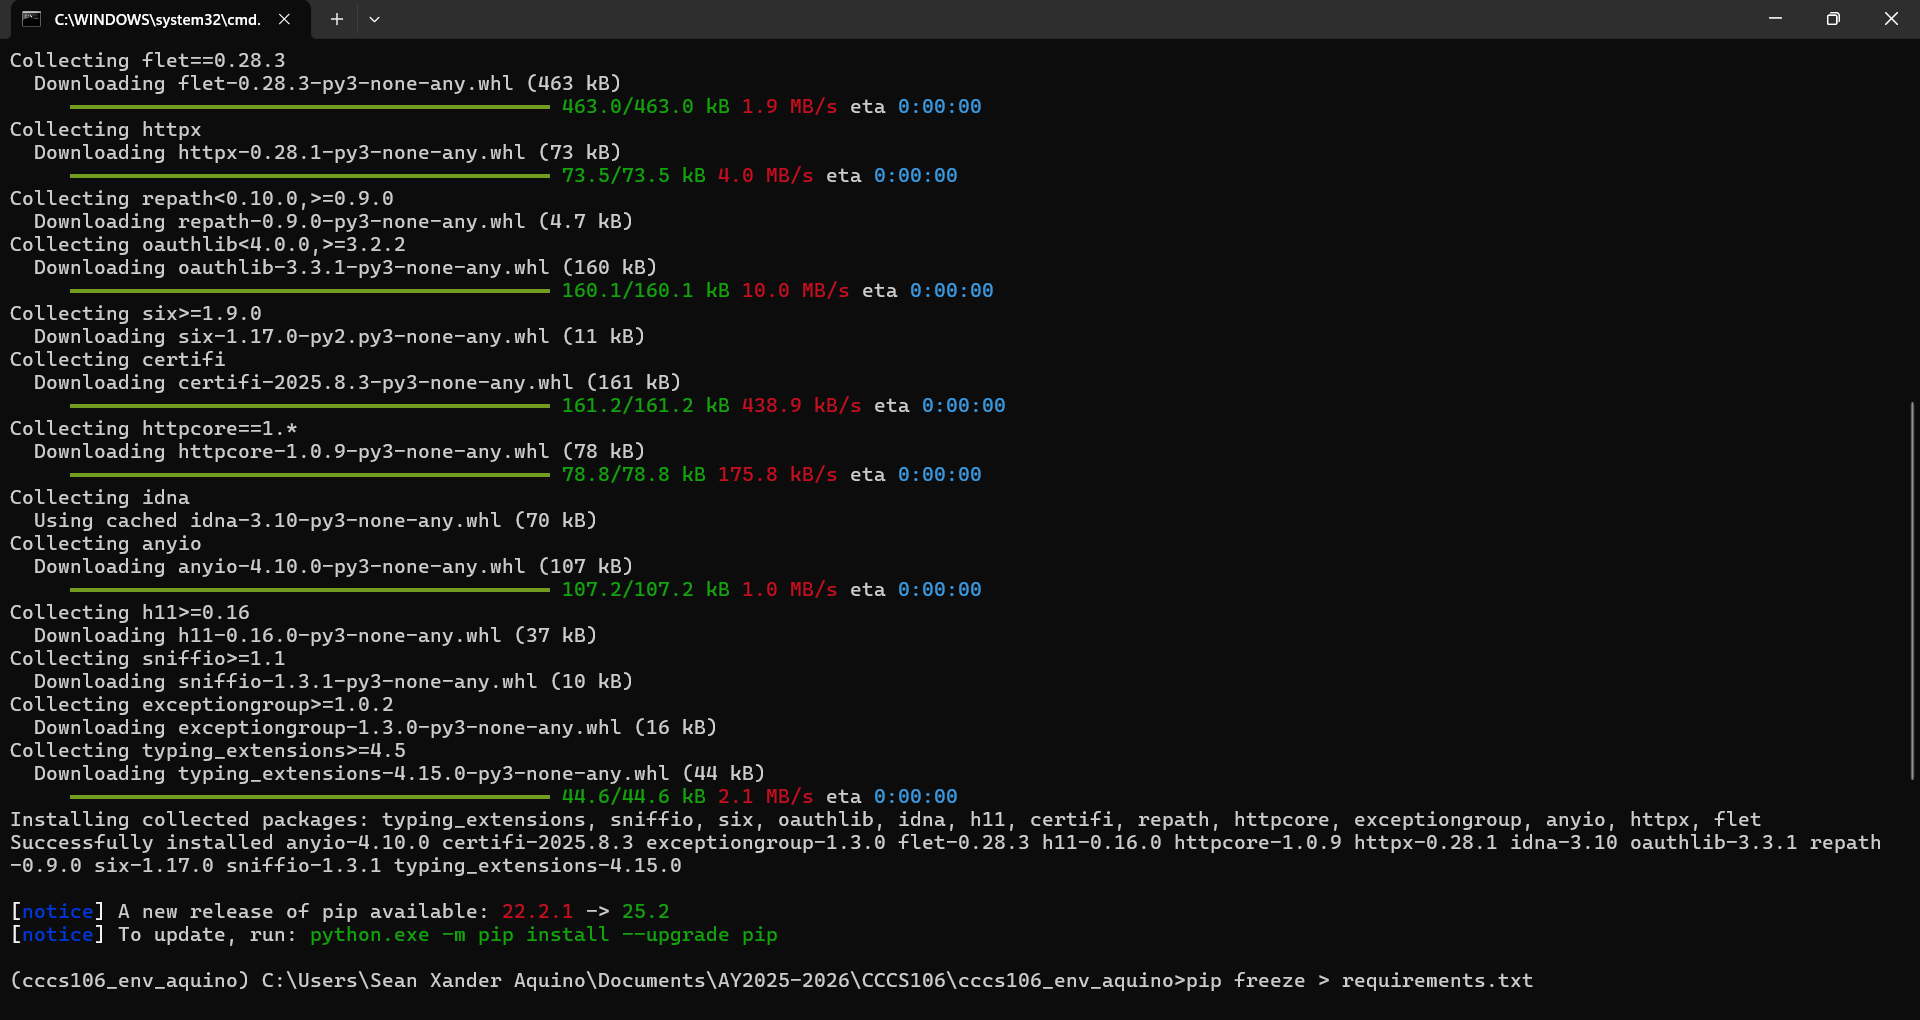 C:\WINDOWS\system32\cmd.
Collecting flet==0.28.3
Downloading flet-0.28.3-py3-none-any.whl (463 kB)
463.0/463.0 kB 1.9 MB/s eta 0:00:00
Collecting httpx
Downloading httpx-0.28.1-py3-none-any.whl (73 kB)
73.5/73.5 kB 4.0 MB/s eta 0:00:00
Collecting repath<0.10.0,>=0.9.0
Downloading repath-0.9.0-py3-none-any.whl (4.7 kB)
Collecting oauthlib<4.0.0,>=3.2.2
Downloading oauthlib-3.3.1-py3-none-any.whl (160 kB)
160.1/160.1 kB 10.0 MB/s eta 0:00:00
Collecting six>=1.9.0
Downloading six-1.17.0-py2.py3-none-any.whl (11 kB)
Collecting certifi
Downloading certifi-2025.8.3-py3-none-any.whl (161 kB)
161.2/161.2 kB 438.9 kB/s eta 0:00:00
Collecting httpcore==1.*
Downloading httpcore-1.0.9-py3-none-any.whl (78 kB)
78.8/78.8 kB 175.8 kB/s eta 0:00:00
Collecting idna
Using cached idna-3.10-py3-none-any.whl (70 kB)
Collecting anyio
Downloading anyio-4.10.0-py3-none-any.whl (107 kB)
107.2/107.2 kB 1.0 MB/s eta 0:00:00
Collecting h11>=0.16
Downloading h11-0.16.0-py3-none-any.whl (37 kB)
Collecting sniffio>=1.1
Downloading sniffio-1.3.1-py3-none-any.whl (10 kB)
Collecting exceptiongroup>=1.0.2
Downloading exceptiongroup-1.3.0-py3-none-any.whl (16 kB)
Collecting typing_extensions>=4.5
Downloading typing_extensions-4.15.0-py3-none-any.whl (44 kB)
44.6/44.6 kB 2.1 MB/s eta 0:00:00
Installing collected packages: typing_extensions, sniffio, six, oauthlib, idna, h11, certifi, repath, httpcore, exceptiongroup, anyio, httpx, flet
Successfully installed anyio-4.10.0 certifi-2025.8.3 exceptiongroup-1.3.0 flet-0.28.3 h11-0.16.0 httpcore-1.0.9 httpx-0.28.1 idna-3.10 oauthlib-3.3.1 repath
-0.9.0 six-1.17.0 sniffio-1.3.1 typing_extensions-4.15.0
[notice] A new release of pip available: 22.2.1 -> 25.2
[notice] To update, run: python.exe -m pip install --upgrade pip
(cccs106_env_aquino) C:\Users\Sean Xander Aquino\Documents\AY2025-2026\CCCS106\cccs106_env_aquino>pip freeze > requirements.txt